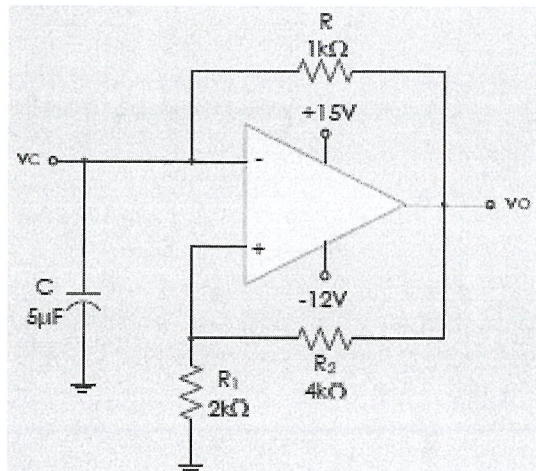 R
1kΩ
+15V
vc
-
vo
+
C
5µF
-12V
R₂
4kΩ
R₁
2kΩ